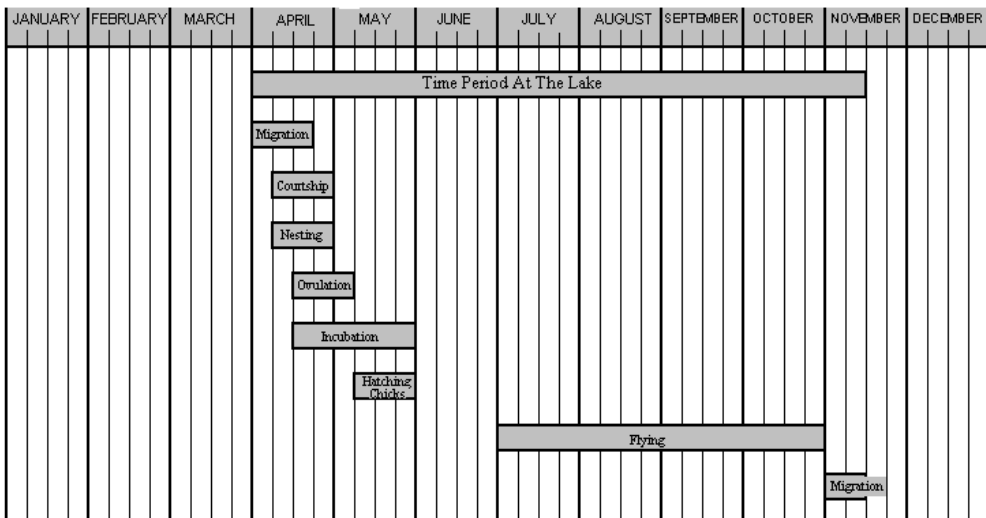 JANUARY FEBRUARY MARCH APRIL MAY JUNE JULY AUGUST SEPTEMBER OCTOBER NOVEMBER DECEMBER
Time Period At The Lake
Migration
Courtship
Nesting
Ovulation
Incubation
Hatching
Chicks
Flying
Migration